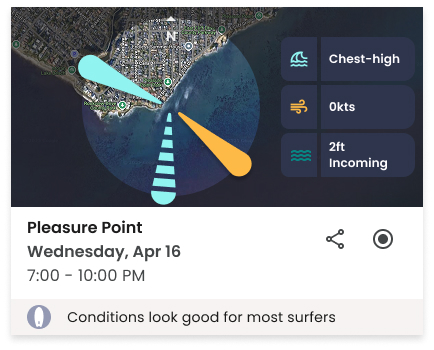 N
Chest-high
0kts
2ft
Incoming
Pleasure Point
Wednesday, Apr 16
7:00 - 10:00 PM
Conditions look good for most surfers